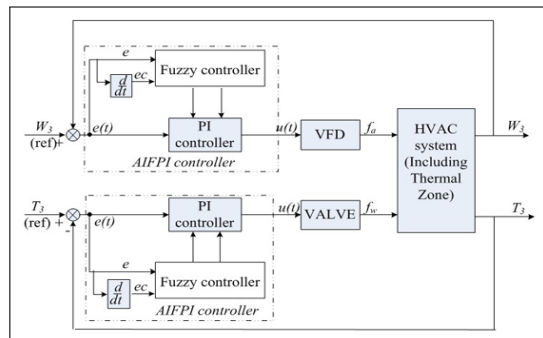 e
Fuzzy controller
d/dt
ec
W3
(ref)+
e(t)
PI
controller
u(t)
VFD
fa
HVAC
system
(Including
Thermal
Zone)
W3
AIFPI controller
T3
(ref) +
-
e(t)
PI
controller
u(t)
VALVE
fw
T3
e
Fuzzy controller
d/dt
ec
AIFPI controller